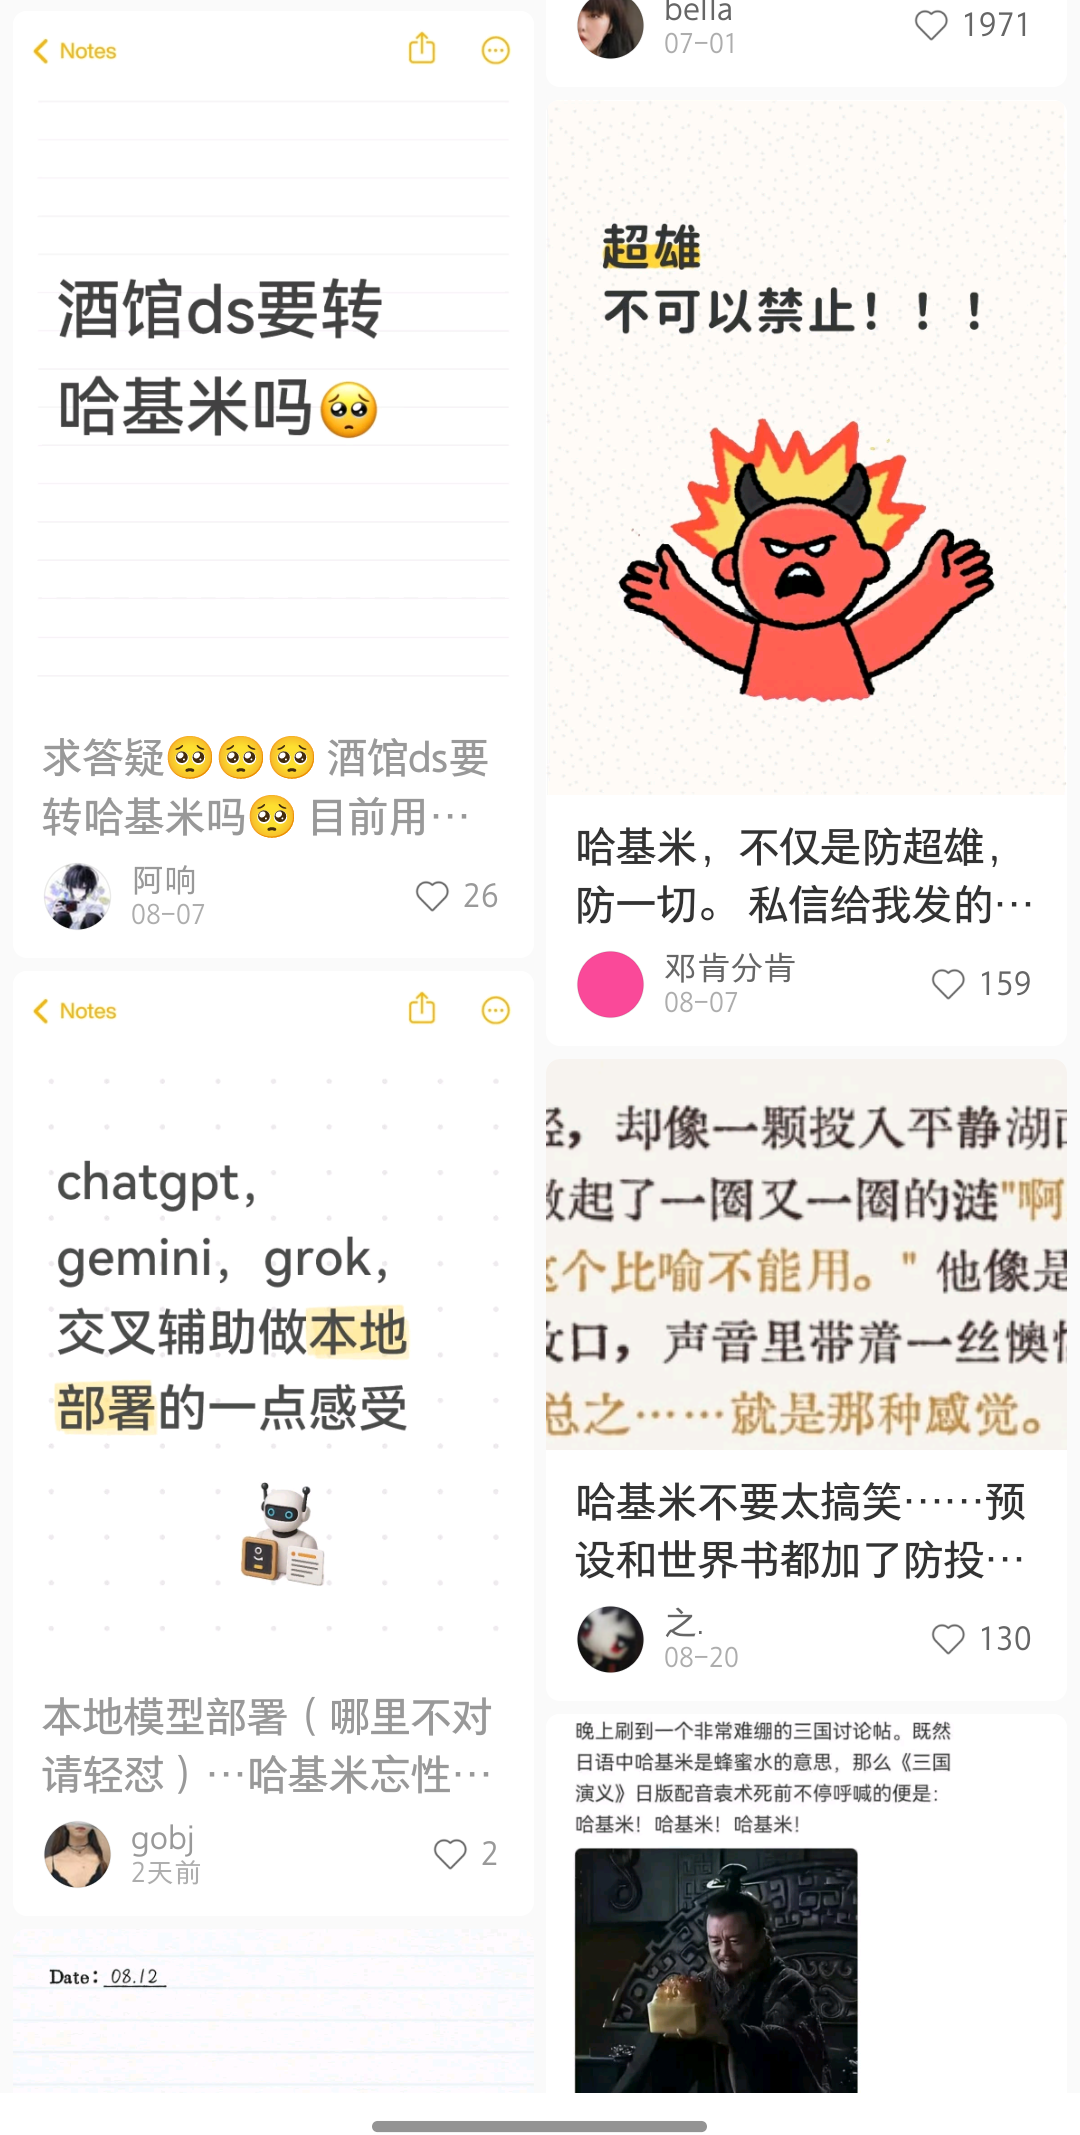 Notes
酒馆ds要转
哈基米吗🥺
求答疑🥺🥺🥺 酒馆ds要
转哈基米吗🥺 目前用…
阿响
08-07
26
Notes
chatgpt,
gemini, grok,
交叉辅助做本地
部署的一点感受
本地模型部署（哪里不对
请轻怼）…哈基米忘性…
gobj
2天前
2
Date: 08.12
bella
07-01
1971
超雄
不可以禁止！！！
哈基米，不仅是防超雄，
防一切。 私信给我发的…
邓肯分肯
08-07
159
，却像一颗投入平静湖
起了一圈又一圈的涟"啊
个比喻不能用。" 他像是
口，声音里带着一丝懊
总之……就是那种感觉。
哈基米不要太搞笑……预
设和世界书都加了防投…
之.
08-20
130
晚上刷到一个非常难绷的三国讨论帖。既然
日语中哈基米是蜂蜜水的意思，那么《三国
演义》日版配音袁术死前不停呼喊的便是：
哈基米！哈基米！哈基米！